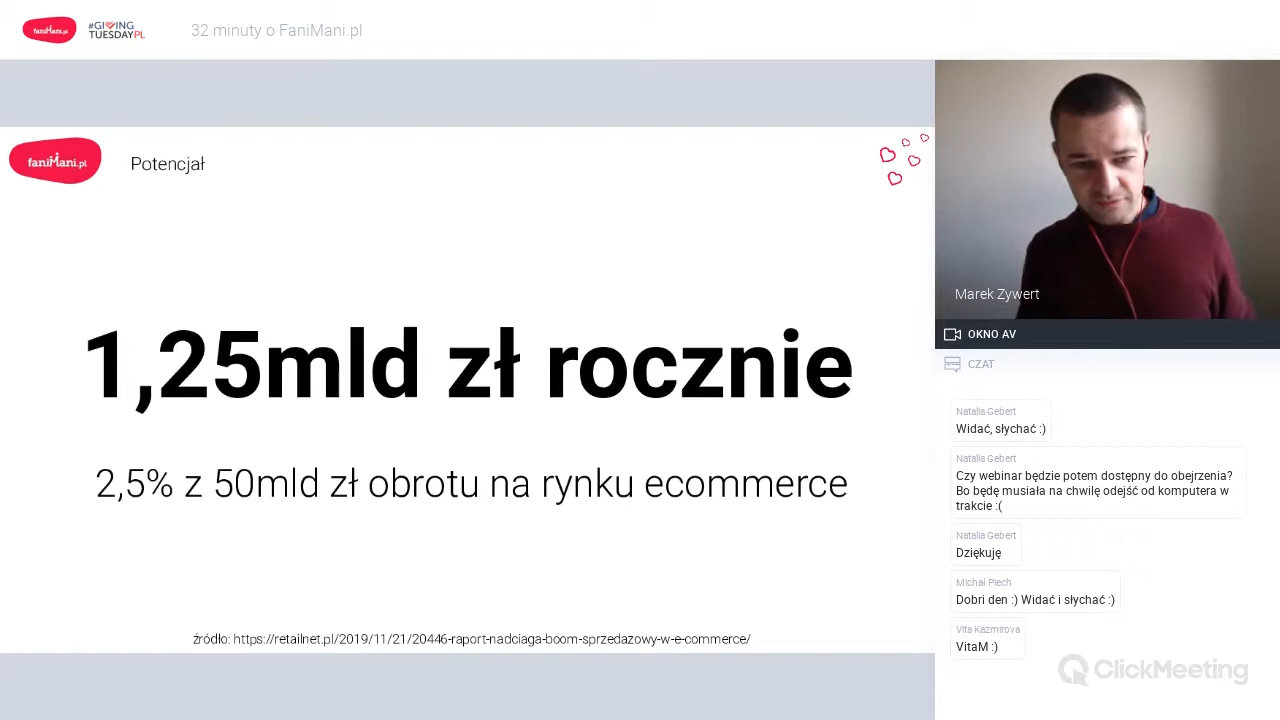 faniMani.pl
#GIVING
TUESDAYPL
32 minuty o FaniMani.pl
faniMani.pl
Potencjał
1,25mld zł rocznie
2,5% z 50mld zł obrotu na rynku ecommerce
źródło: https://retailnet.pl/2019/11/21/20446-raport-nadciaga-boom-sprzedazowy-w-e-commerce/
Marek Zywert
OKNO AV
CZAT
Natalia Gebert
Widać, słychać :)
Natalia Gebert
Czy webinar będzie potem dostępny do obejrzenia?
Bo będę musiała na chwilę odejść od komputera w
trakcie :(
Natalia Gebert
Dziękuję
Michał Piech
Dobri den :) Widać i słychać :)
Vita Kazmirova
VitaM :)
ClickMeeting